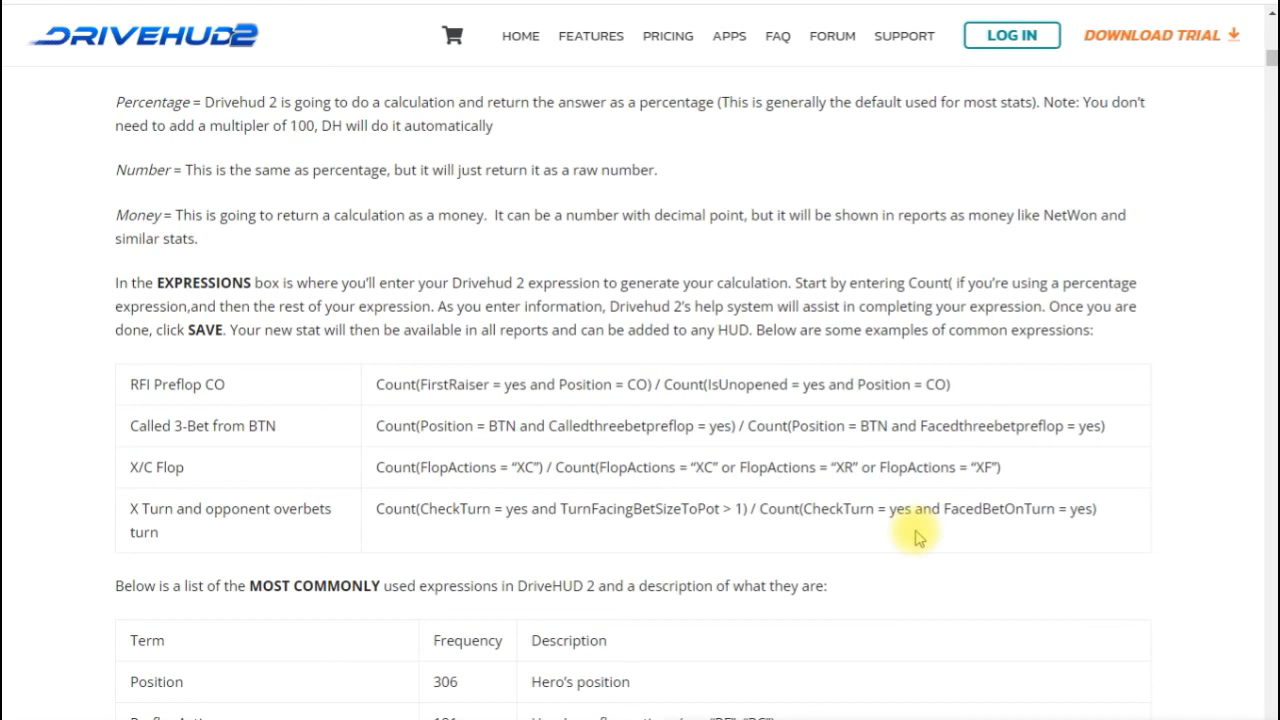 DRIVEHUD2
HOME FEATURES PRICING APPS FAQ FORUM SUPPORT LOG IN DOWNLOAD TRIAL
Percentage = Drivehud 2 is going to do a calculation and return the answer as a percentage (This is generally the default used for most stats). Note: You don't
need to add a multipler of 100, DH will do it automatically
Number = This is the same as percentage, but it will just return it as a raw number.
Money = This is going to return a calculation as a money.  It can be a number with decimal point, but it will be shown in reports as money like NetWon and
similar stats.
In the EXPRESSIONS box is where you'll enter your Drivehud 2 expression to generate your calculation. Start by entering Count( if you're using a percentage
expression,and then the rest of your expression. As you enter information, Drivehud 2's help system will assist in completing your expression. Once you are
done, click SAVE. Your new stat will then be available in all reports and can be added to any HUD. Below are some examples of common expressions:
RFI Preflop CO Count(FirstRaiser = yes and Position = CO) / Count(IsUnopened = yes and Position = CO)
Called 3-Bet from BTN Count(Position = BTN and Calledthreebetpreflop = yes) / Count(Position = BTN and Facedthreebetpreflop = yes)
X/C Flop Count(FlopActions = “XC”) / Count(FlopActions = “XC” or FlopActions = “XR” or FlopActions = “XF”)
X Turn and opponent overbets Count(CheckTurn = yes and TurnFacingBetSizeToPot > 1) / Count(CheckTurn = yes and FacedBetOnTurn = yes)
turn
Below is a list of the MOST COMMONLY used expressions in DriveHUD 2 and a description of what they are:
Term Frequency Description
Position 306 Hero's position